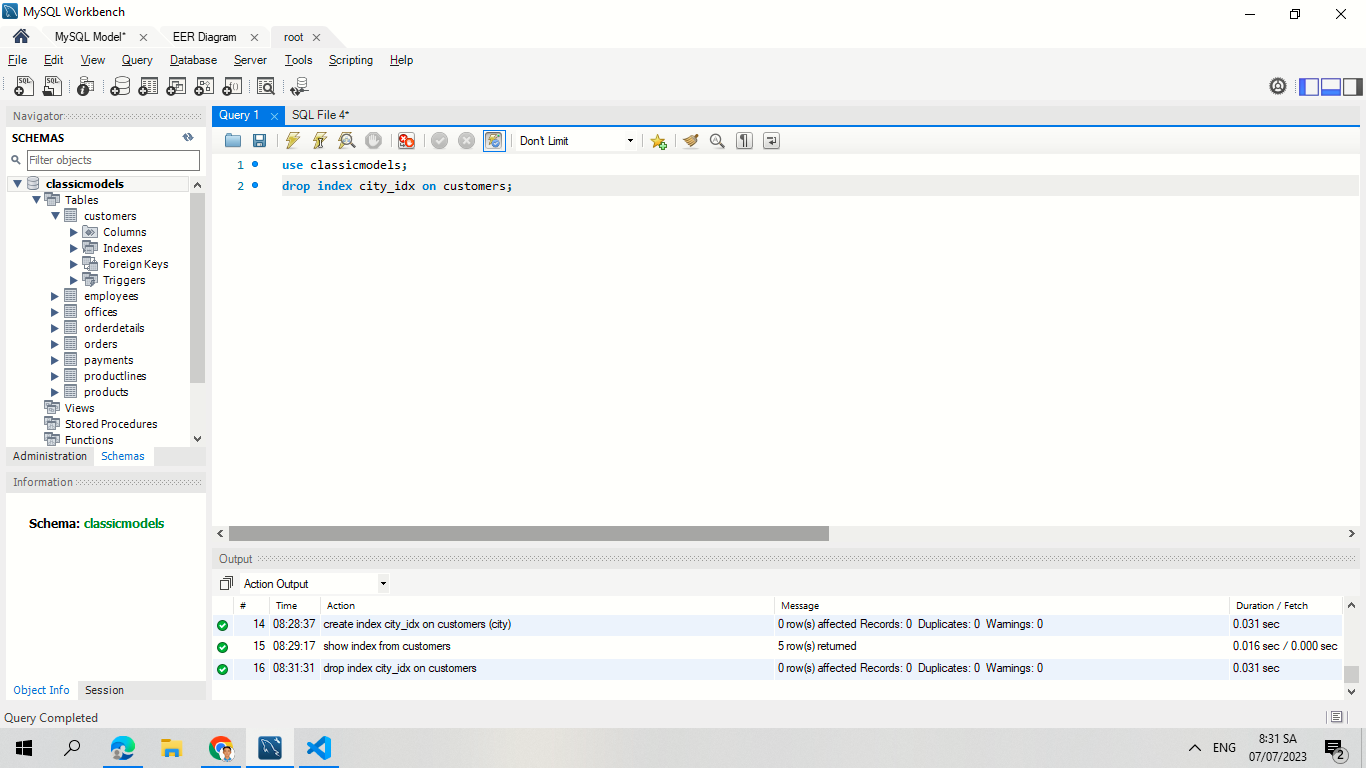 MySQL Workbench
MySQL Model* EER Diagram root
File Edit View Query Database Server Tools Scripting Help
Navigator
SCHEMAS
Filter objects
classicmodels
Tables
customers
Columns
Indexes
Foreign Keys
Triggers
employees
offices
orderdetails
orders
payments
productlines
products
Views
Stored Procedures
Functions
Administration Schemas
Information
Schema: classicmodels
Object Info Session
Query 1 SQL File 4*
Don't Limit
1 use classicmodels;
2 drop index city_idx on customers;
Output
Action Output
# Time Action Message Duration / Fetch
14 08:28:37 create index city_idx on customers (city) 0 row(s) affected Records: 0 Duplicates: 0 Warnings: 0 0.031 sec
15 08:29:17 show index from customers 5 row(s) returned 0.016 sec / 0.000 sec
16 08:31:31 drop index city_idx on customers 0 row(s) affected Records: 0 Duplicates: 0 Warnings: 0 0.031 sec
Query Completed
ENG
8:31 SA
07/07/2023
2